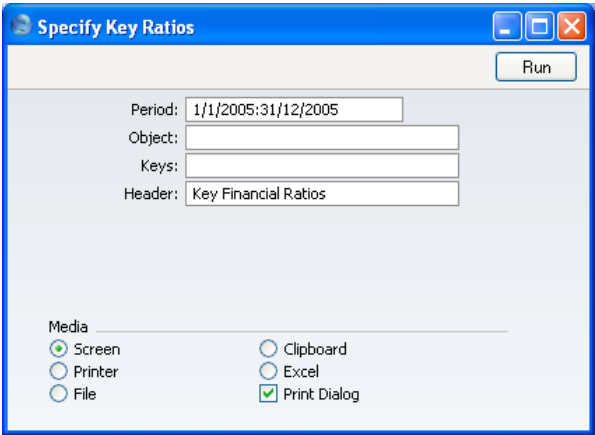 Specify Key Ratios
Run
Period: 1/1/2005:31/12/2005
Object:
Keys:
Header: Key Financial Ratios
Media
Screen Clipboard
Printer Excel
File Print Dialog